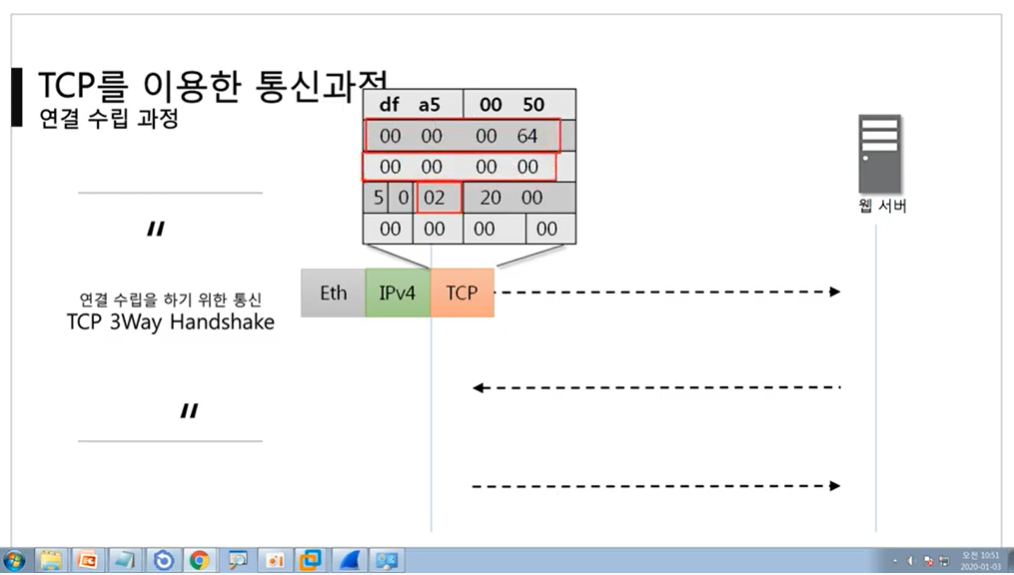 TCP를 이용한 통신과정
연결 수립 과정
df a5 00 50
00 00 00 64
00 00 00 00
5 0 02 20 00
00 00 00 00
웹 서버
"
연결 수립을 하기 위한 통신
TCP 3Way Handshake
"
Eth IPv4 TCP
오전 10:51
2020-01-03